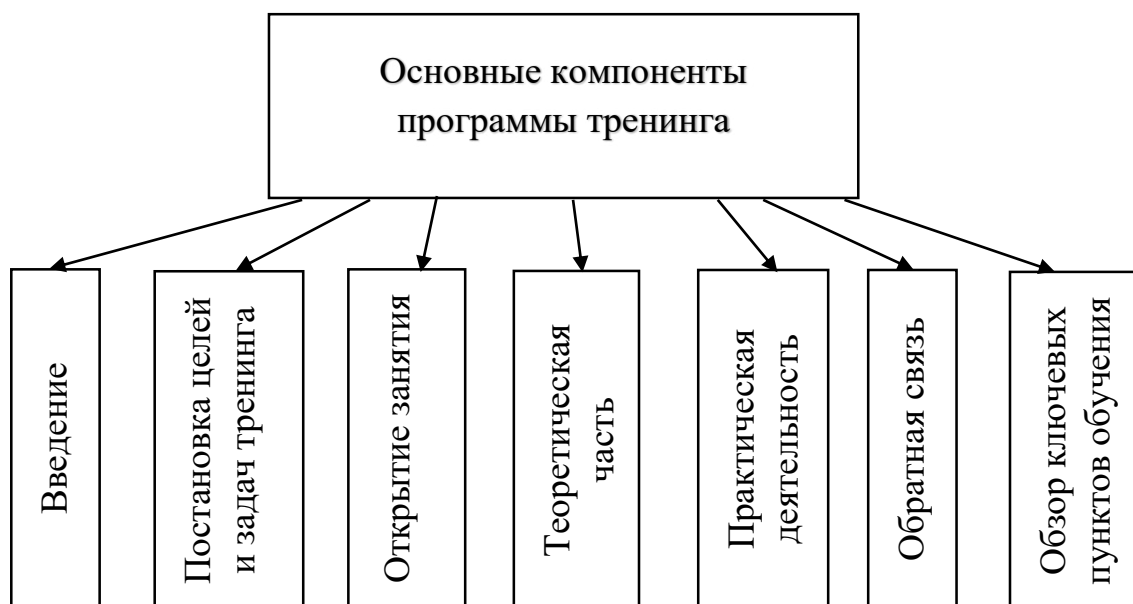 Основные компоненты
программы тренинга
Введение
Постановка целей
и задач тренинга
Открытие занятия
Теоретическая
часть
Практическая
деятельность
Обратная связь
Обзор ключевых
пунктов обучения